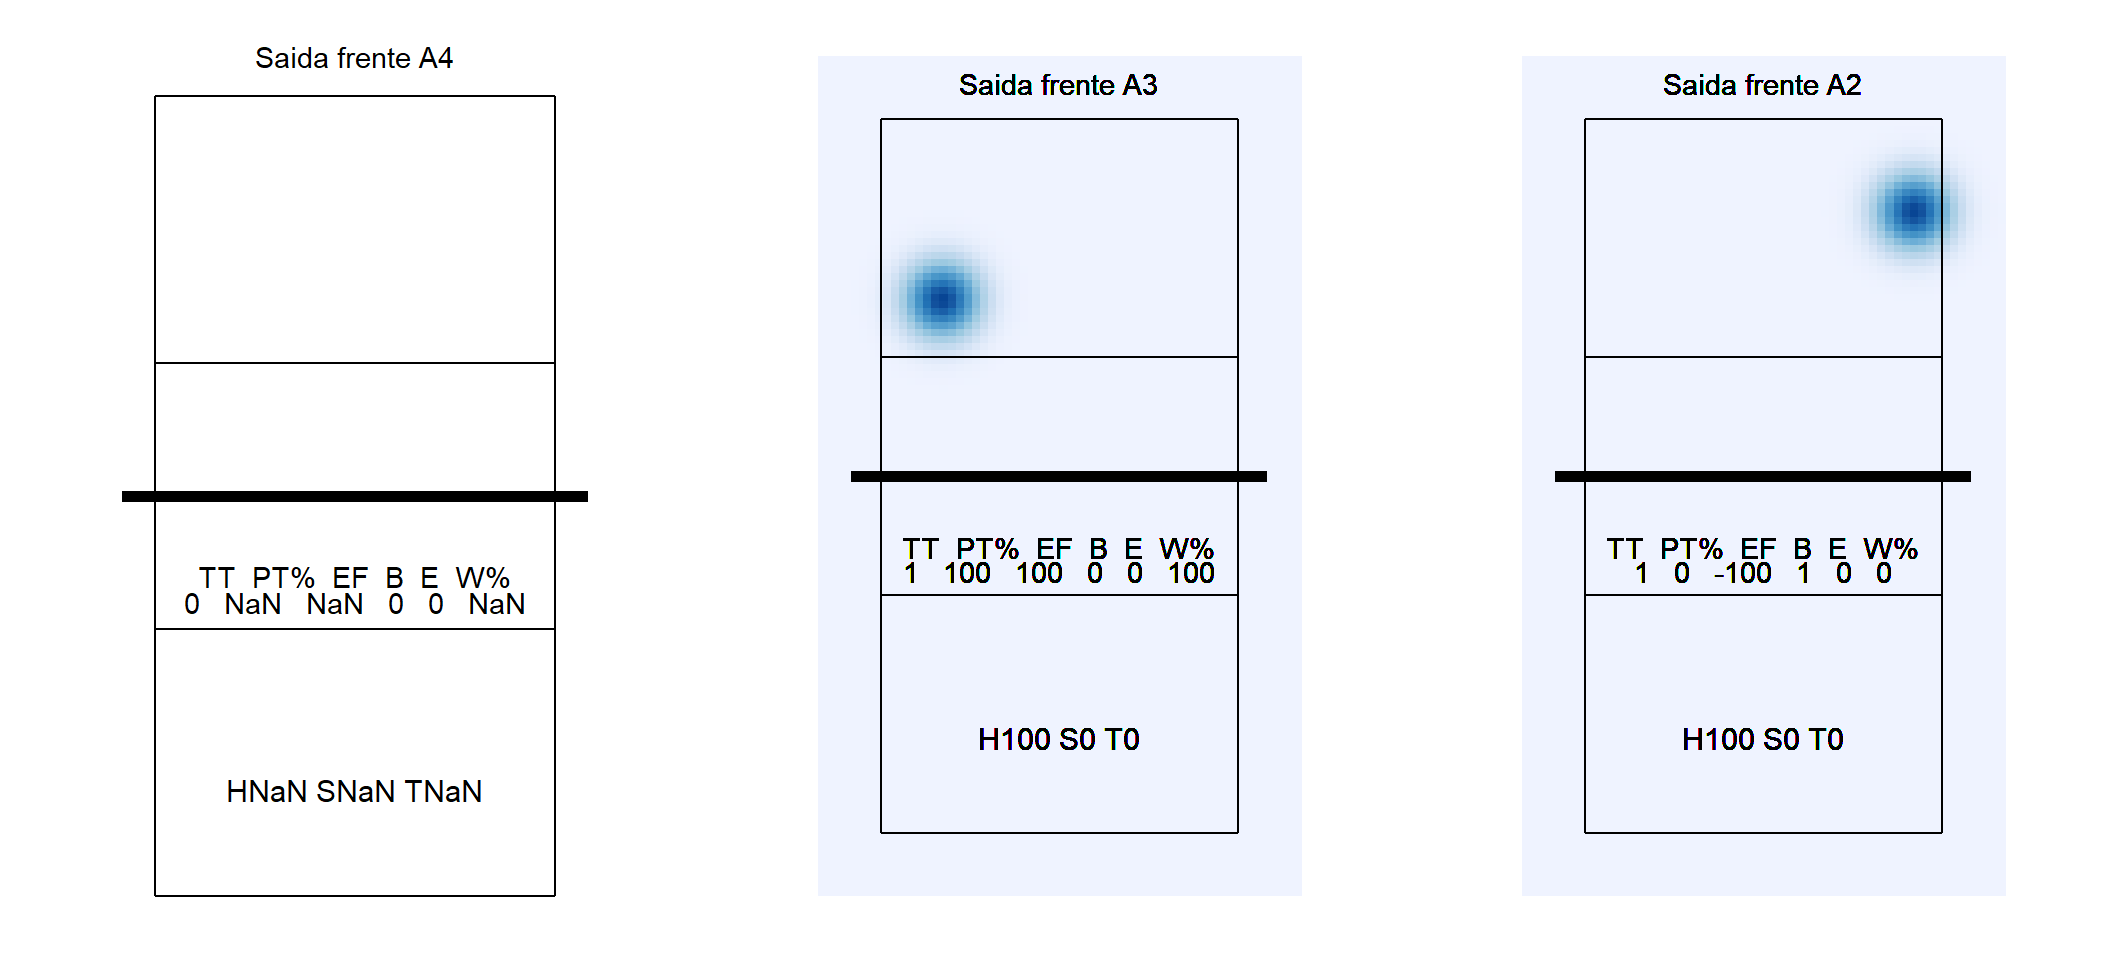 Saida frente A4
TT PT% EF B E W%
0 NaN NaN 0 0 NaN
HNaN SNaN TNaN
Saida frente A3
TT PT% EF B E W%
1 100 100 0 0 100
H100 S0 T0
Saida frente A2
TT PT% EF B E W%
1 0 -100 1 0 0
H100 S0 T0